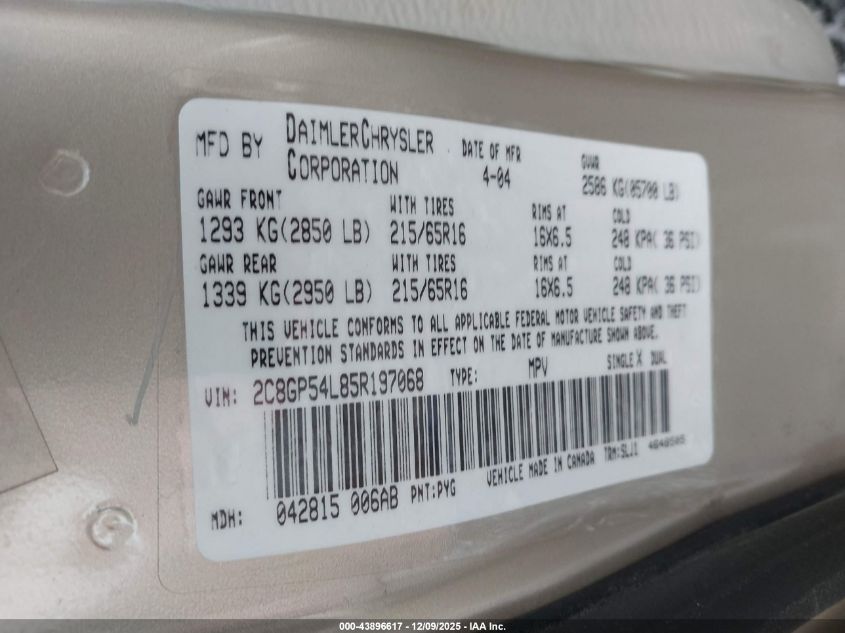 MFD BY DAIMLERCHRYSLER CORPORATION DATE OF MFR 4-04 GVWR 2586 KG(05700 LB)
GAWR FRONT WITH TIRES RIMS AT COLD
1293 KG(2850 LB) 215/65R16 16X6.5 248 KPA( 36 PSI)
GAWR REAR WITH TIRES RIMS AT COLD
1339 KG(2950 LB) 215/65R16 16X6.5 248 KPA( 36 PSI)
THIS VEHICLE CONFORMS TO ALL APPLICABLE FEDERAL MOTOR VEHICLE SAFETY AND THEFT
PREVENTION STANDARDS IN EFFECT ON THE DATE OF MANUFACTURE SHOWN ABOVE.
VIN: 2C8GP54L85R197068 TYPE: MPV SINGLE X DUAL
MDH: 042815 006AB PNT:PYG VEHICLE MADE IN CANADA TRM:SLJ1 4648505
000-43896617 • 12/09/2025 • IAA Inc.